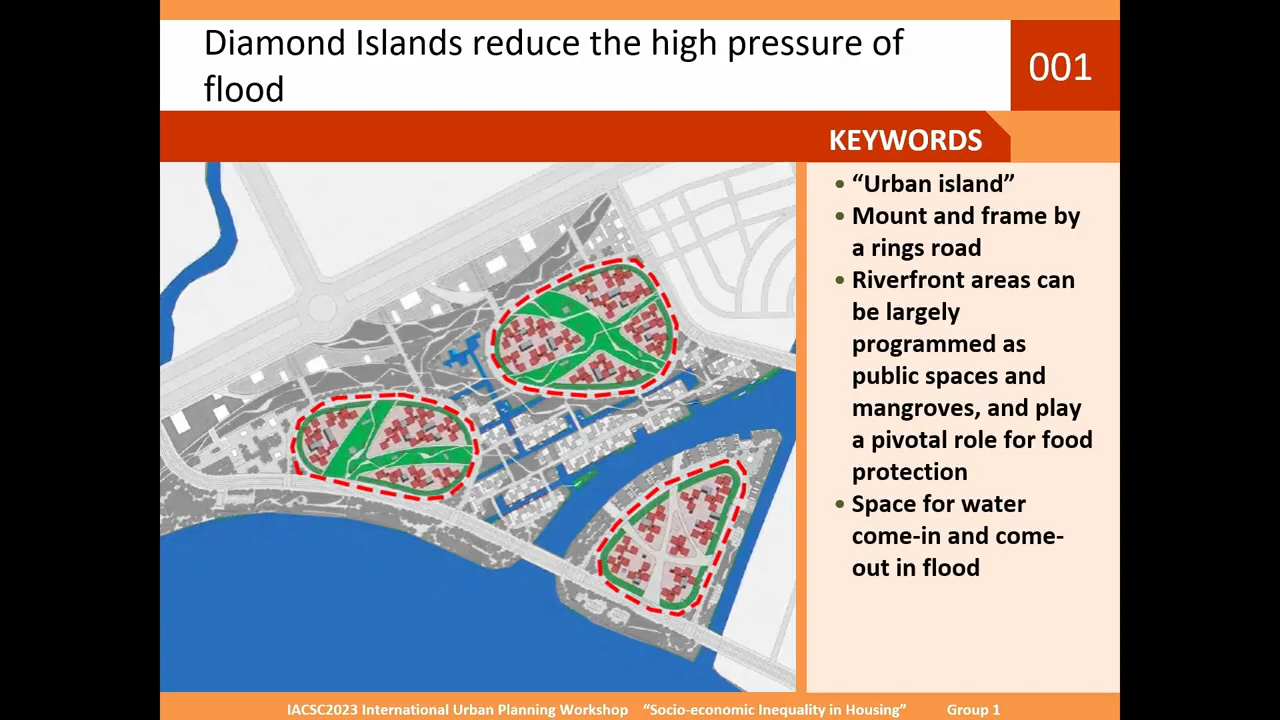 Diamond Islands reduce the high pressure of
flood
001
KEYWORDS
• “Urban island”
• Mount and frame by
a rings road
• Riverfront areas can
be largely
programmed as
public spaces and
mangroves, and play
a pivotal role for food
protection
• Space for water
come-in and come-
out in flood
IACSC2023 International Urban Planning Workshop “Socio-economic Inequality in Housing” Group 1